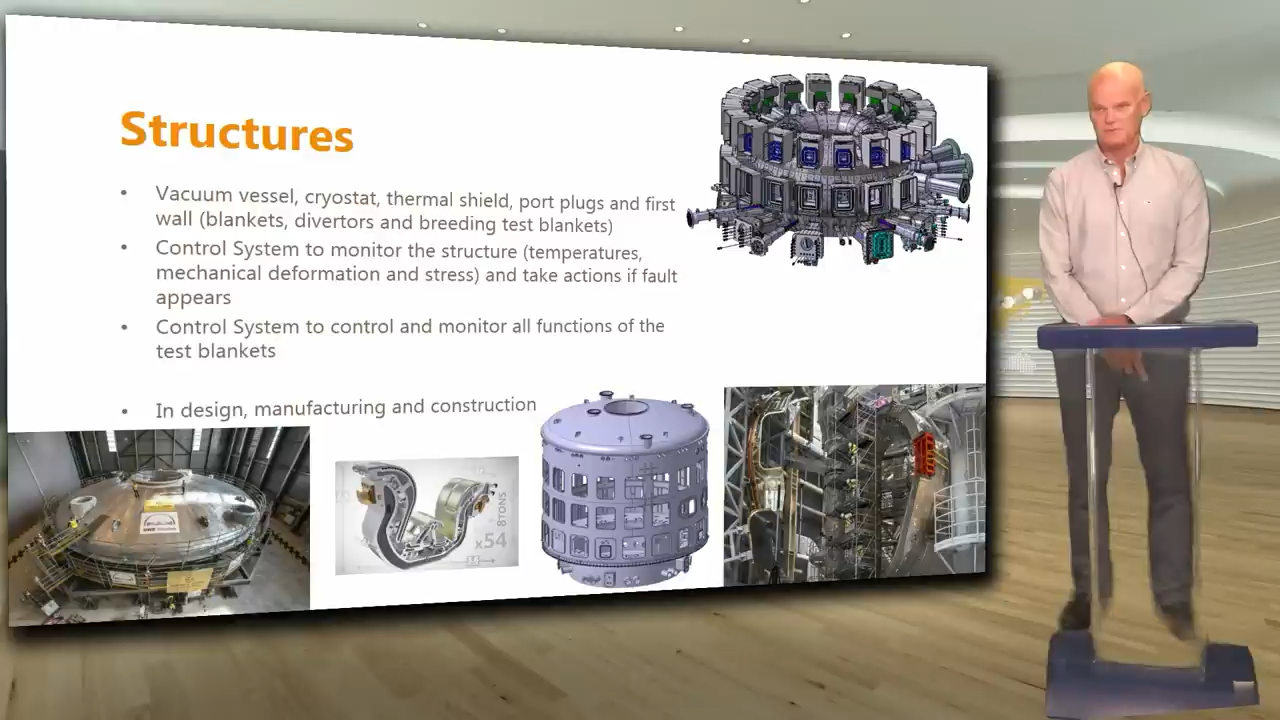 Structures
• Vacuum vessel, cryostat, thermal shield, port plugs and first
wall (blankets, divertors and breeding test blankets)
• Control System to monitor the structure (temperatures,
mechanical deformation and stress) and take actions if fault
appears
• Control System to control and monitor all functions of the
test blankets
• In design, manufacturing and construction
8TONS
x54